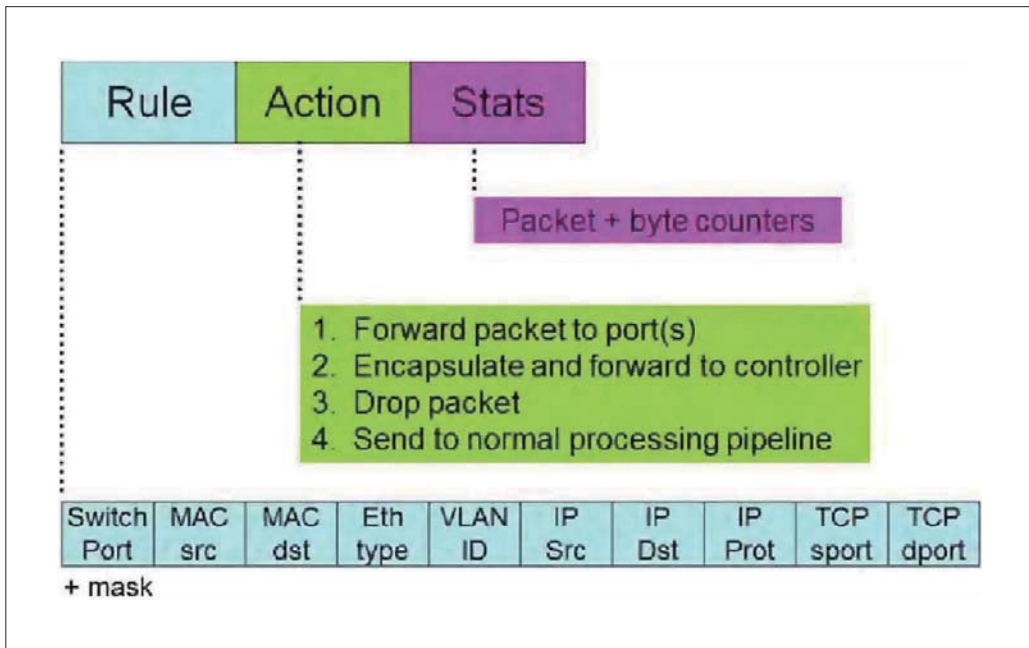 Rule Action Stats
Packet + byte counters
1. Forward packet to port(s)
2. Encapsulate and forward to controller
3. Drop packet
4. Send to normal processing pipeline
Switch Port
MAC src
MAC dst
Eth type
VLAN ID
IP Src
IP Dst
IP Prot
TCP sport
TCP dport
+ mask